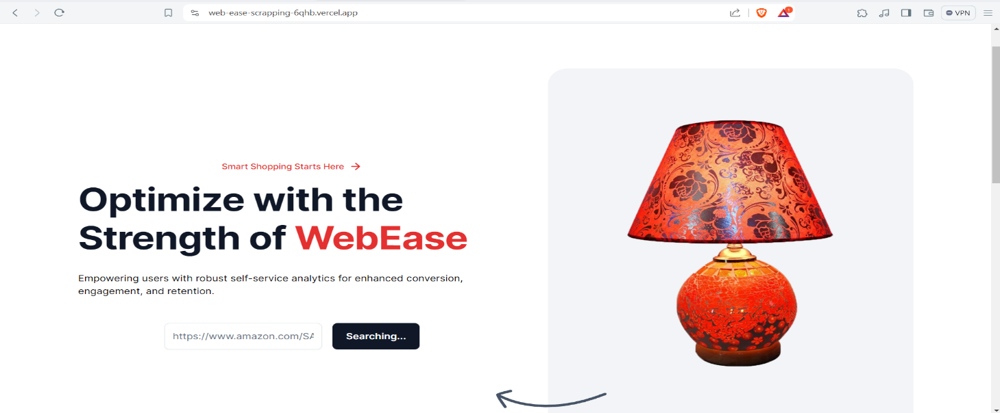 web-ease-scrapping-6qhb.vercel.app
1
VPN
Smart Shopping Starts Here
Optimize with the
Strength of WebEase
Empowering users with robust self-service analytics for enhanced conversion,
engagement, and retention.
https://www.amazon.com/SA
Searching...